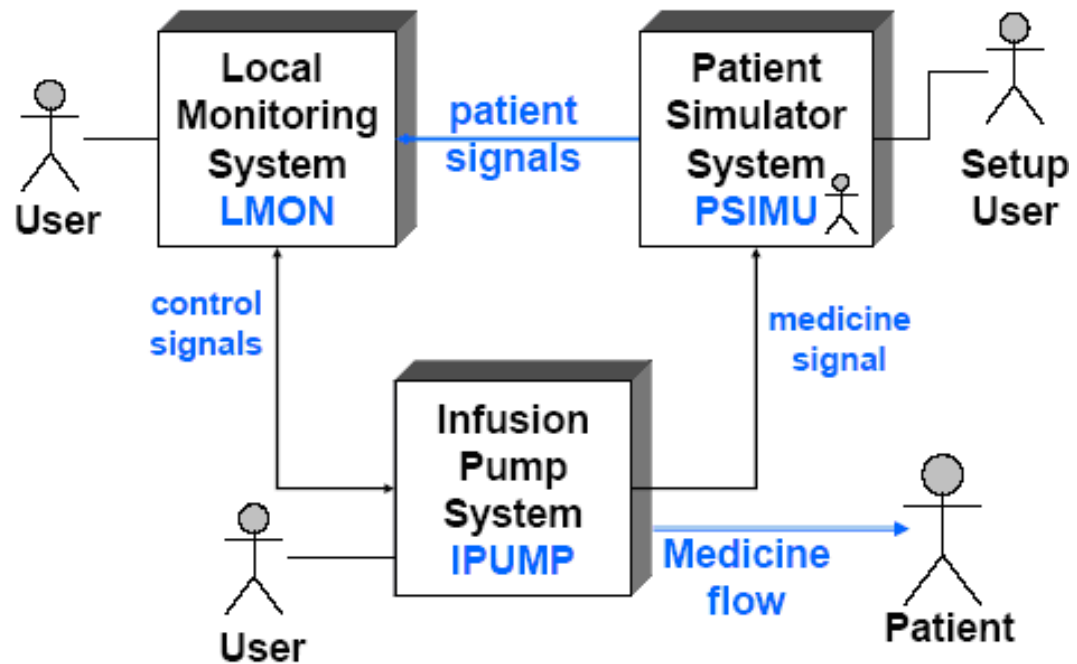 Local
Monitoring
System
LMON
User
patient
signals
Patient
Simulator
System
PSIMU
Setup
User
control
signals
medicine
signal
Infusion
Pump
System
IPUMP
User
Medicine
flow
Patient